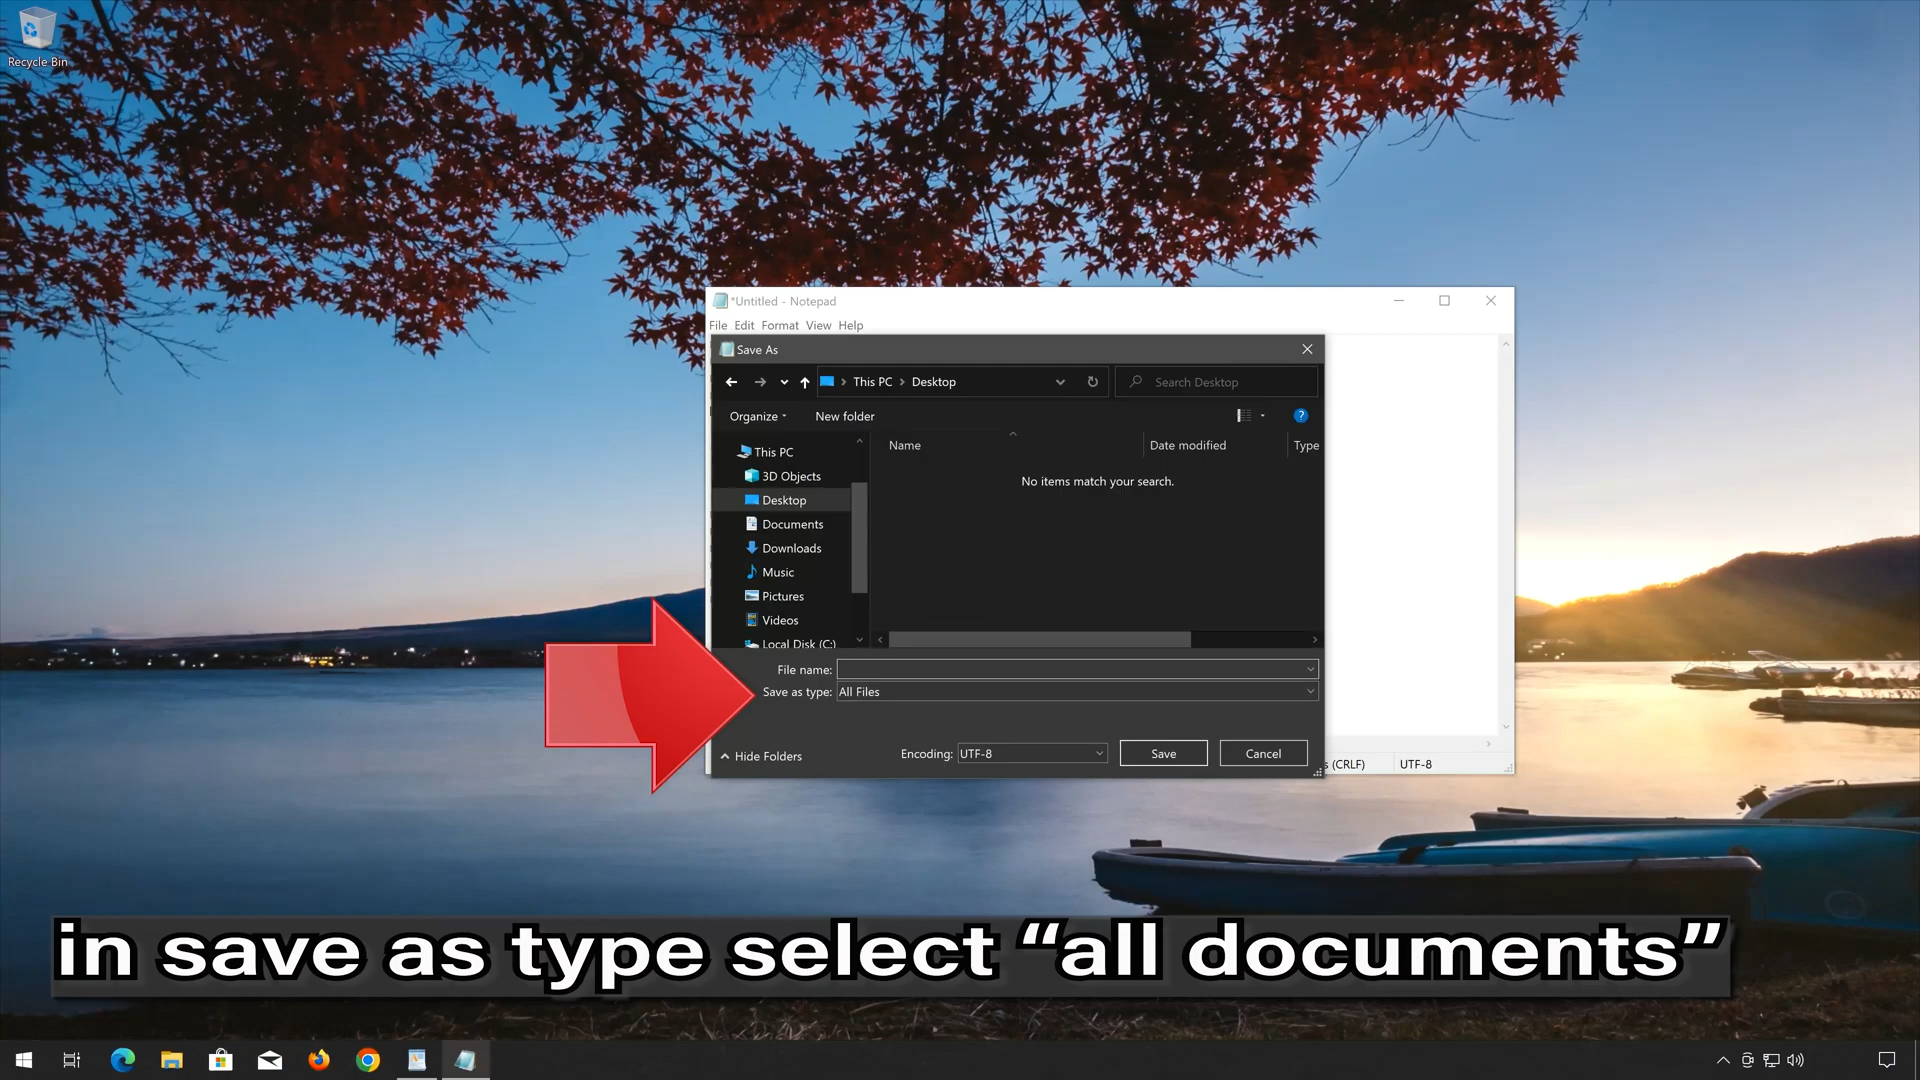 Recycle Bin
*Untitled - Notepad
File Edit Format View Help
Save As
This PC Desktop
Search Desktop
Organize New folder
Name Date modified Type
No items match your search.
This PC
3D Objects
Desktop
Documents
Downloads
Music
Pictures
Videos
Local Disk (C:)
File name:
Save as type: All Files
Hide Folders Encoding: UTF-8 Save Cancel
(CRLF) UTF-8
in save as type select “all documents”